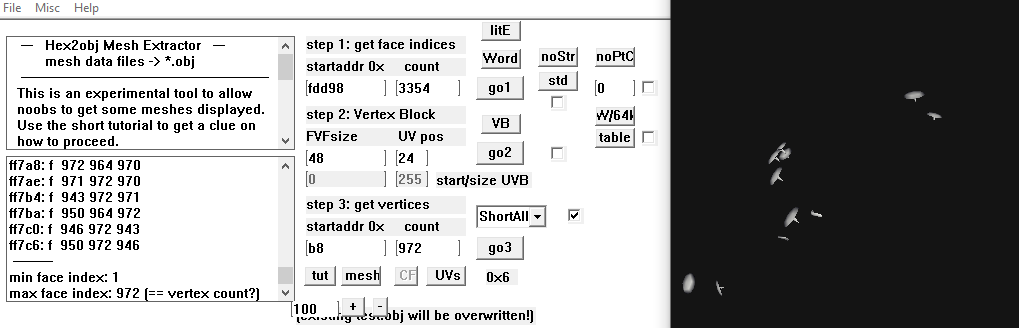 File Misc Help
— Hex2obj Mesh Extractor —
mesh data files -> *.obj
This is an experimental tool to allow
noobs to get some meshes displayed.
Use the short tutorial to get a clue on
how to proceed.
ff7a8: f 972 964 970
ff7ae: f 971 972 970
ff7b4: f 943 972 971
ff7ba: f 950 964 972
ff7c0: f 946 972 943
ff7c6: f 950 972 946
min face index: 1
max face index: 972 (== vertex count?)
step 1: get face indices
startaddr 0x count
fdd98 3354
step 2: Vertex Block
FVFsize UV pos
48 24
0 255 start/size UVB
step 3: get vertices
startaddr 0x count
b8 972
tut mesh CF UVs
100 + -
(existing test.obj will be overwritten!)
litE
Word
go1
VB
go2
ShortAll
go3
0x6
noStr
std
noPtC
0
W/64k
table